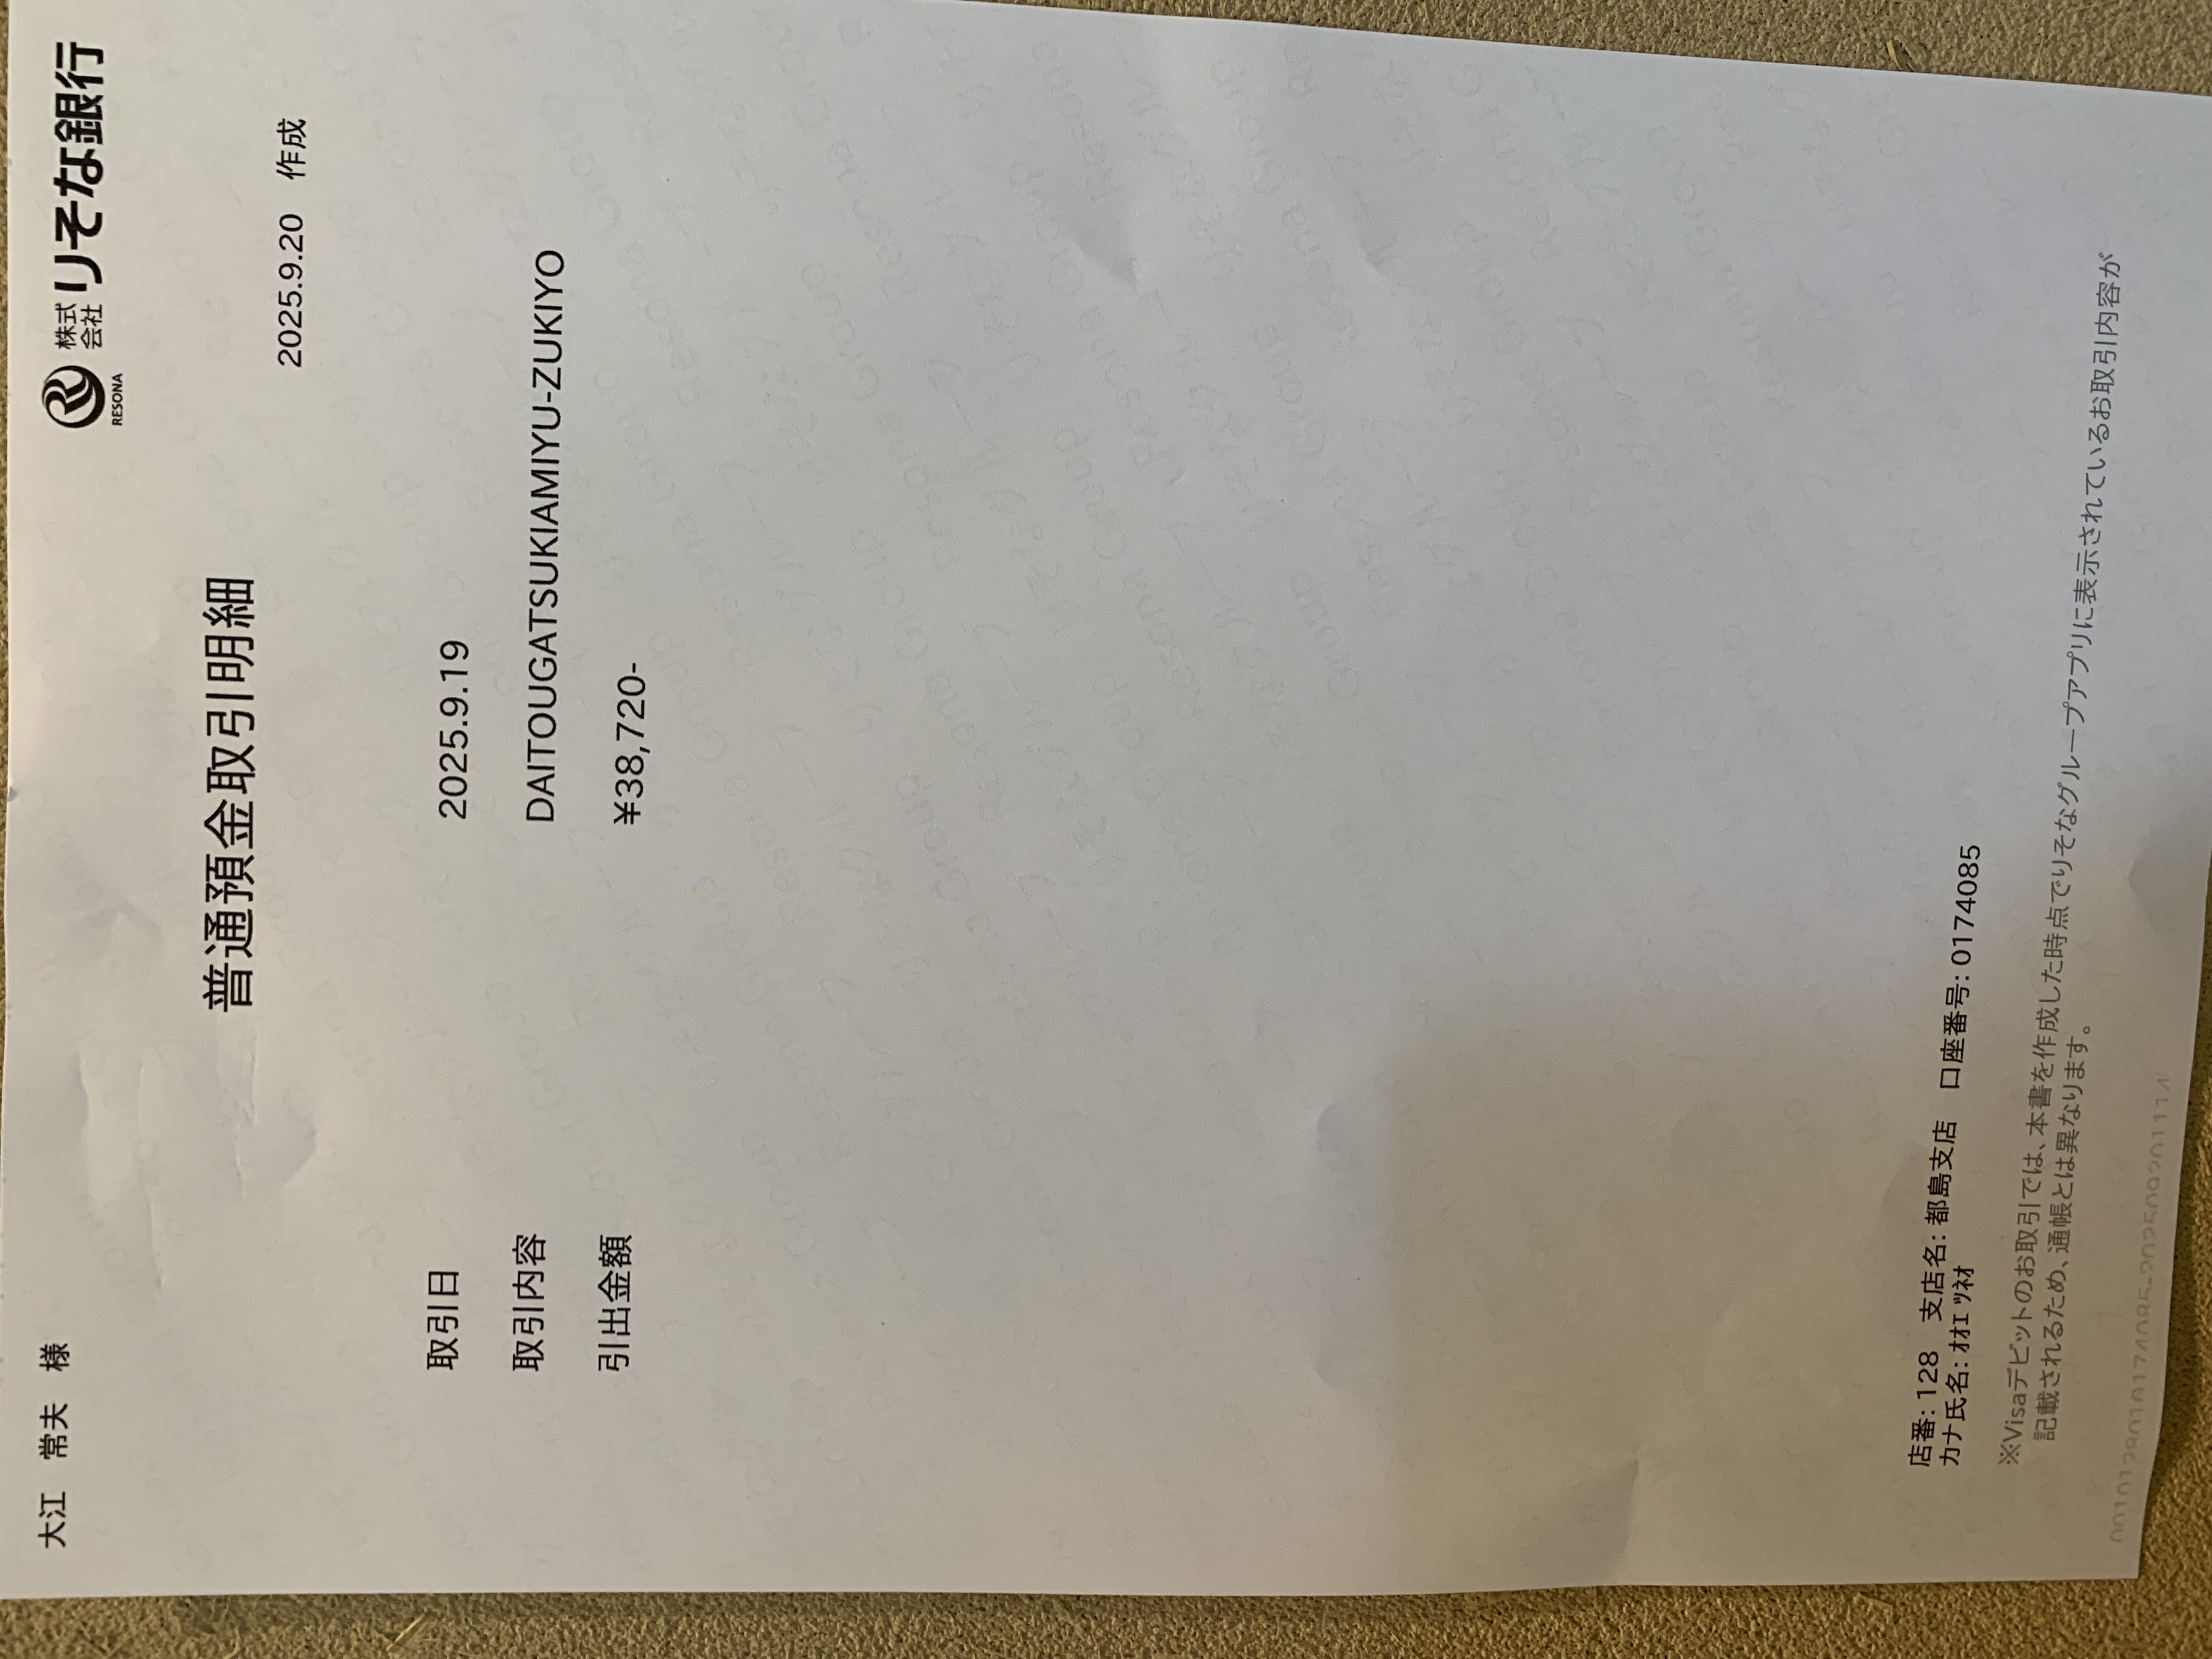 大江　常夫　様
株式会社 りそな銀行
RESONA
普通預金取引明細
2025.9.20　作成
取引日 2025.9.19
取引内容 DAITOUGATSUKIAMIYU-ZUKIYO
引出金額 ¥38,720-
店番: 128　支店名: 都島支店　口座番号: 0174085
カナ氏名: ｵｵｴ ﾂﾈｵ
※Visaデビットのお取引では、本書を作成した時点でりそなグループアプリに表示されているお取引内容が
記載されるため、通帳とは異なります。